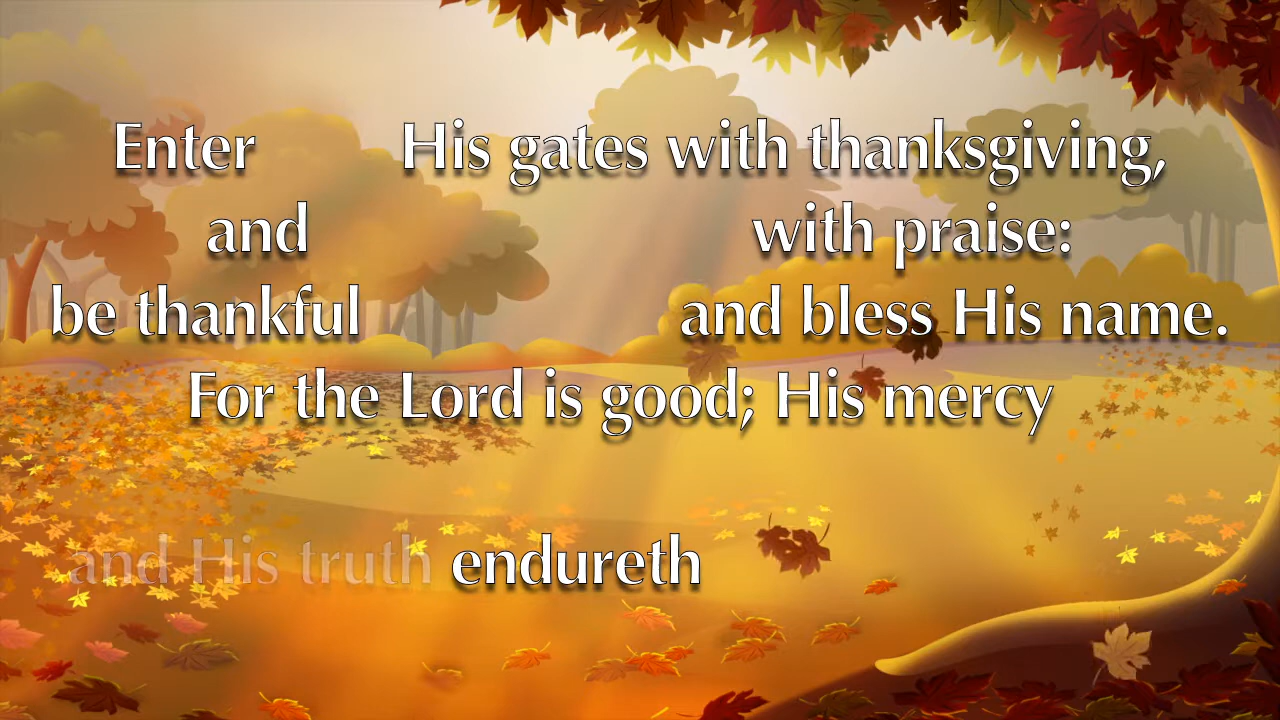 Enter His gates with thanksgiving,
and with praise:
be thankful and bless His name.
For the Lord is good; His mercy
and His truth endureth